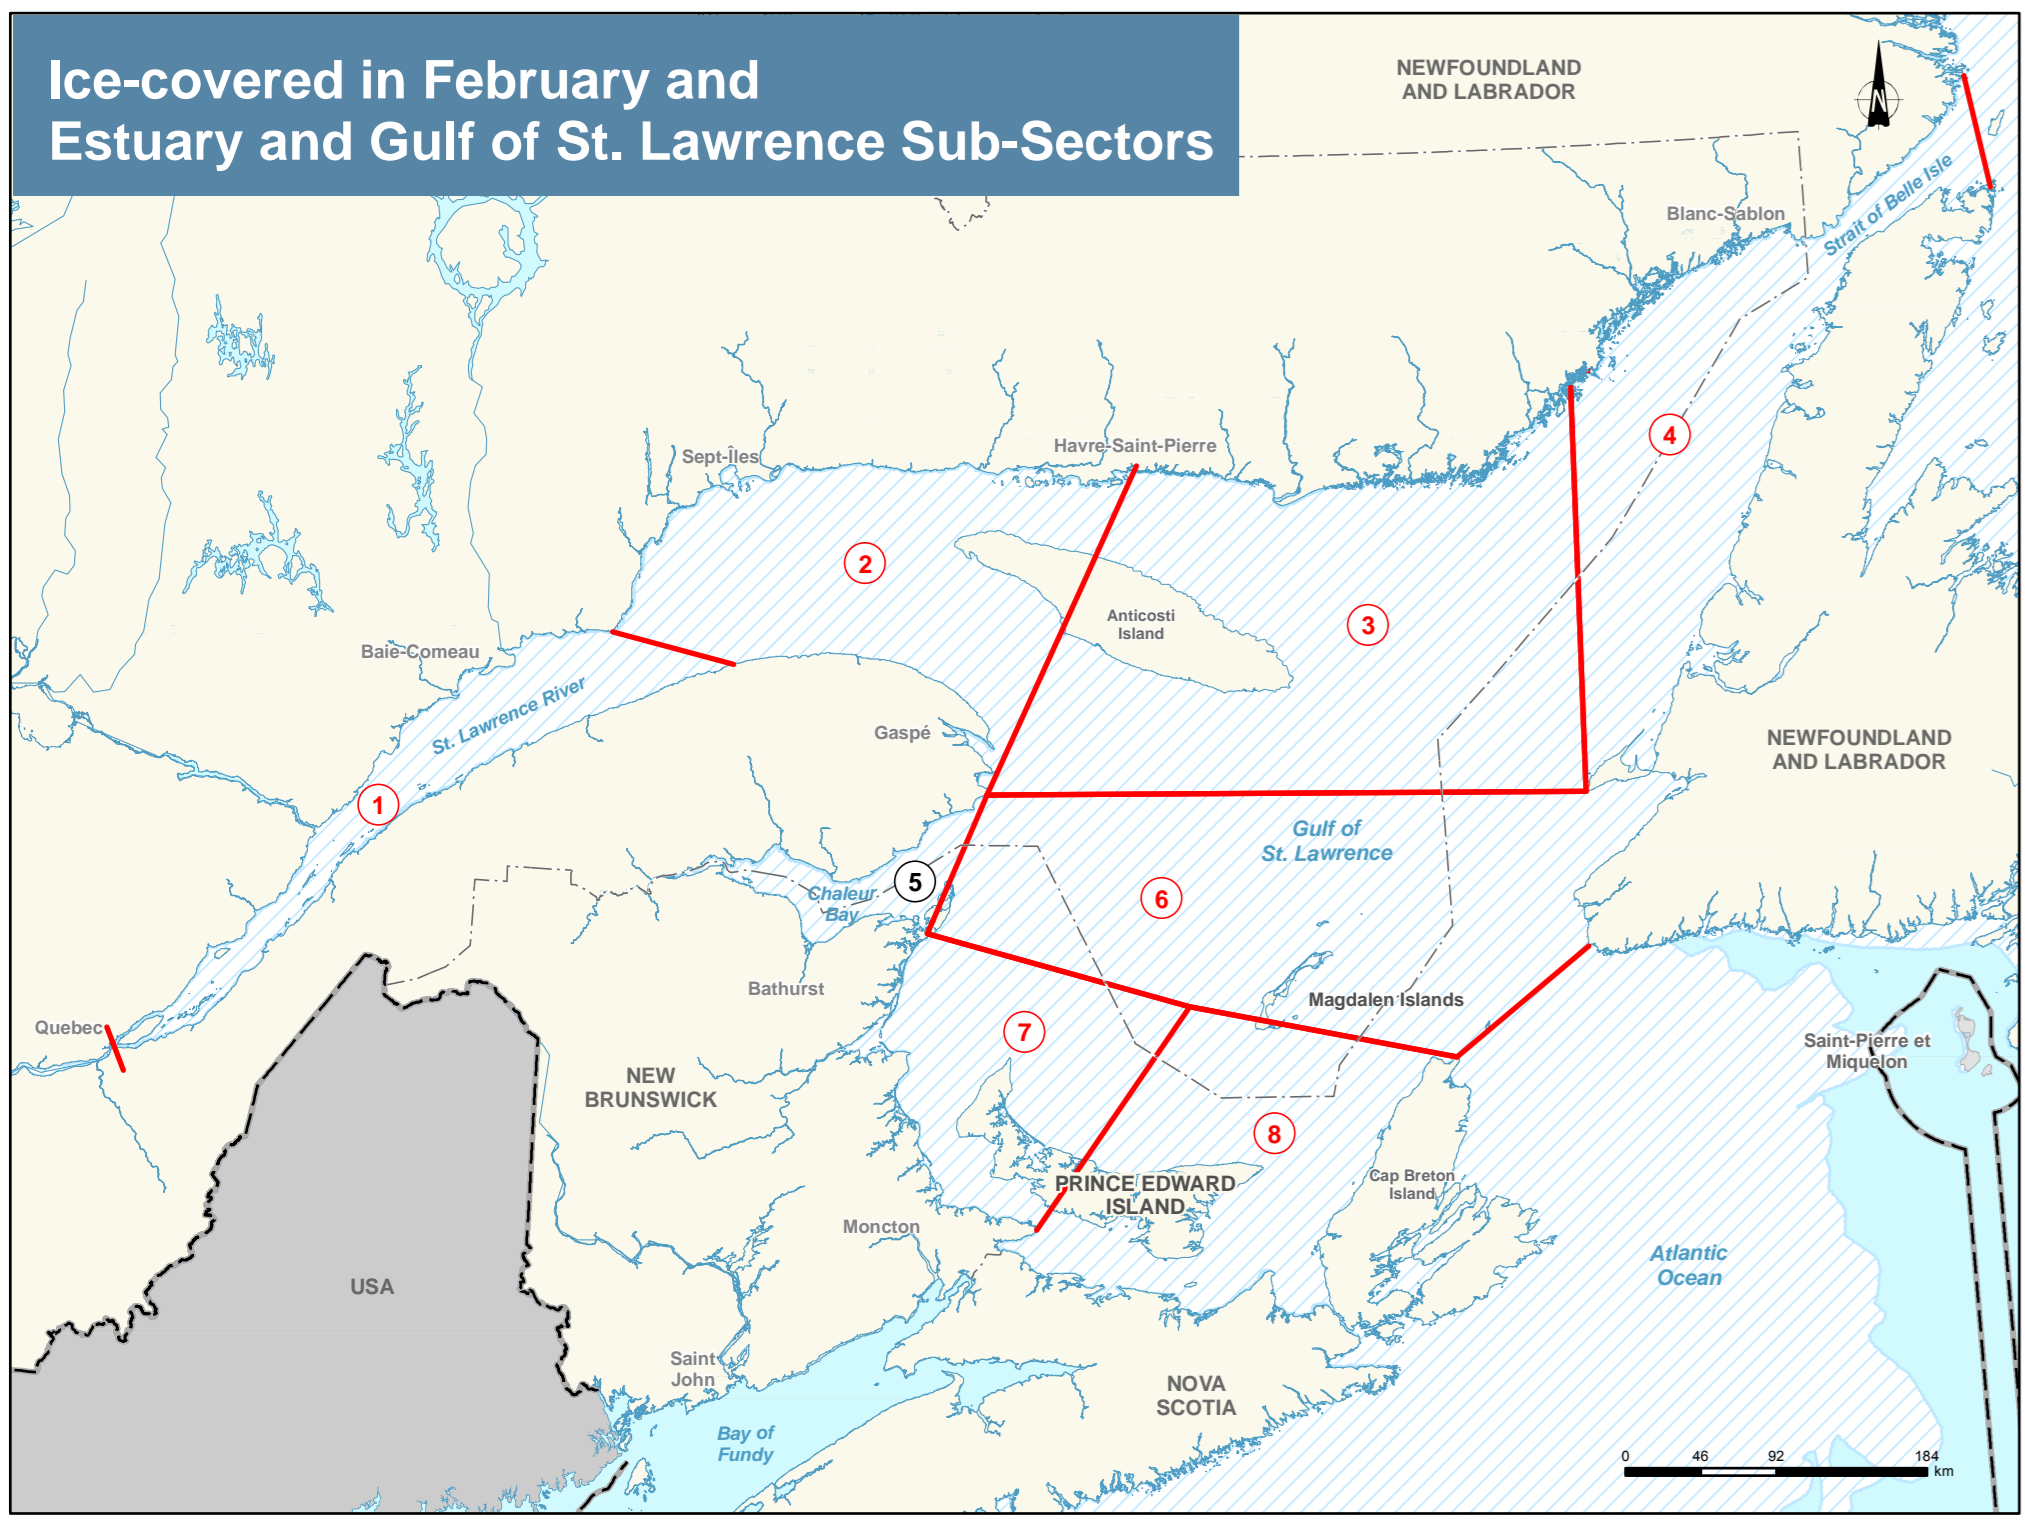 Ice-covered in February and
Estuary and Gulf of St. Lawrence Sub-Sectors
NEWFOUNDLAND
AND LABRADOR
N
Blanc-Sablon
Strait of Belle Isle
4
Sept-Îles
Havre-Saint-Pierre
2
Anticosti
Island
3
Baie-Comeau
St. Lawrence River
Gaspé
NEWFOUNDLAND
AND LABRADOR
1
Gulf of
St. Lawrence
5
Chaleur
Bay
6
Bathurst
Magdalen Islands
Quebec
7
Saint-Pierre et
Miquelon
NEW
BRUNSWICK
8
PRINCE EDWARD
ISLAND
Cap Breton
Island
Moncton
Atlantic
Ocean
USA
Saint
John
NOVA
SCOTIA
Bay of
Fundy
0 46 92 184
km